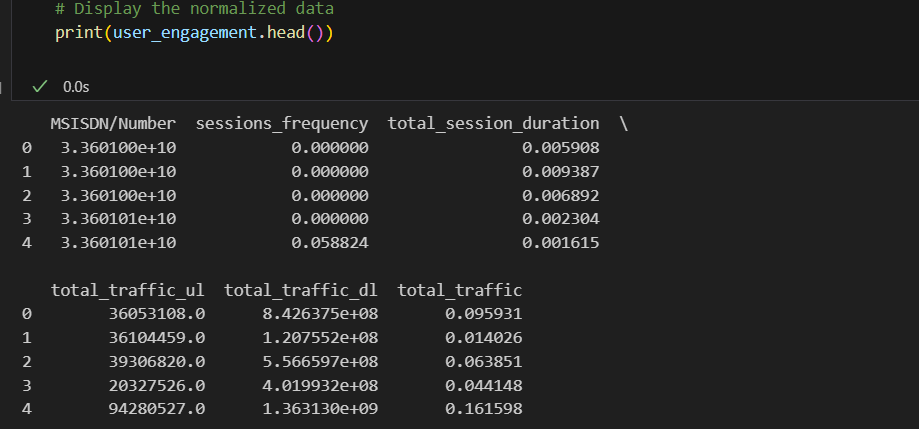 # Display the normalized data
print(user_engagement.head())
0.0s
MSISDN/Number sessions_frequency total_session_duration \
0 3.360100e+10 0.000000 0.005908
1 3.360100e+10 0.000000 0.009387
2 3.360100e+10 0.000000 0.006892
3 3.360101e+10 0.000000 0.002304
4 3.360101e+10 0.058824 0.001615
total_traffic_ul total_traffic_dl total_traffic
0 36053108.0 8.426375e+08 0.095931
1 36104459.0 1.207552e+08 0.014026
2 39306820.0 5.566597e+08 0.063851
3 20327526.0 4.019932e+08 0.044148
4 94280527.0 1.363130e+09 0.161598